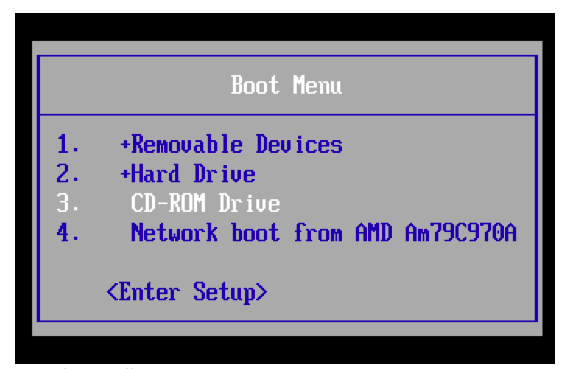 Boot Menu
1. +Removable Devices
2. +Hard Drive
3. CD-ROM Drive
4. Network boot from AMD Am79C970A
<Enter Setup>